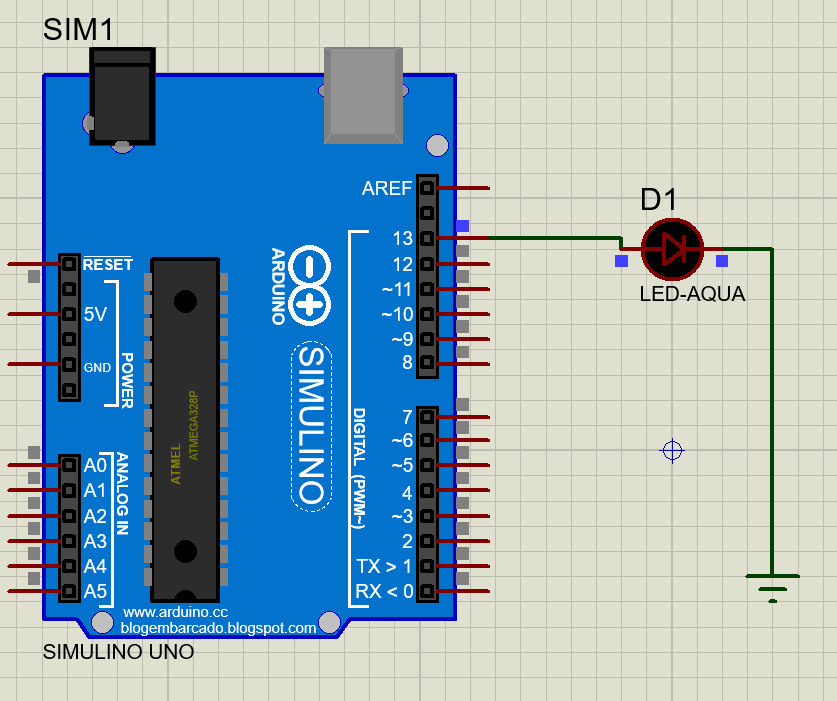 SIM1
AREF
13
12
~11
~10
~9
8
RESET
5V
GND
POWER
ARDUINO
SIMULINO
DIGITAL (PWM~)
ATMEL
ATMEGA328P
ANALOG IN
A0
A1
A2
A3
A4
A5
7
~6
~5
4
~3
2
TX > 1
RX < 0
www.arduino.cc
blogembarcado.blogspot.com
SIMULINO UNO
D1
LED-AQUA